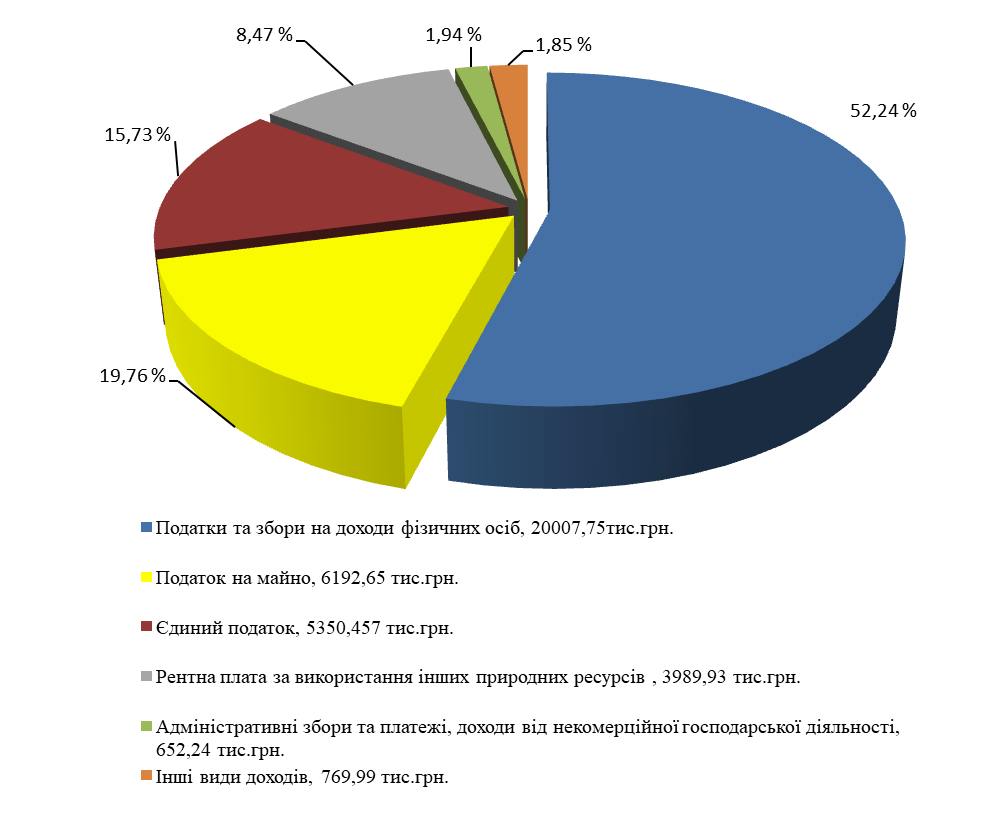 8,47 %
1,94 %
1,85 %
52,24 %
15,73 %
19,76 %
Податки та збори на доходи фізичних осіб, 20007,75тис.грн.
Податок на майно, 6192,65 тис.грн.
Єдиний податок, 5350,457 тис.грн.
Рентна плата за використання інших природних ресурсів , 3989,93 тис.грн.
Адміністративні збори та платежі, доходи від некомерційної господарської діяльності,
652,24 тис.грн.
Інші види доходів, 769,99 тис.грн.